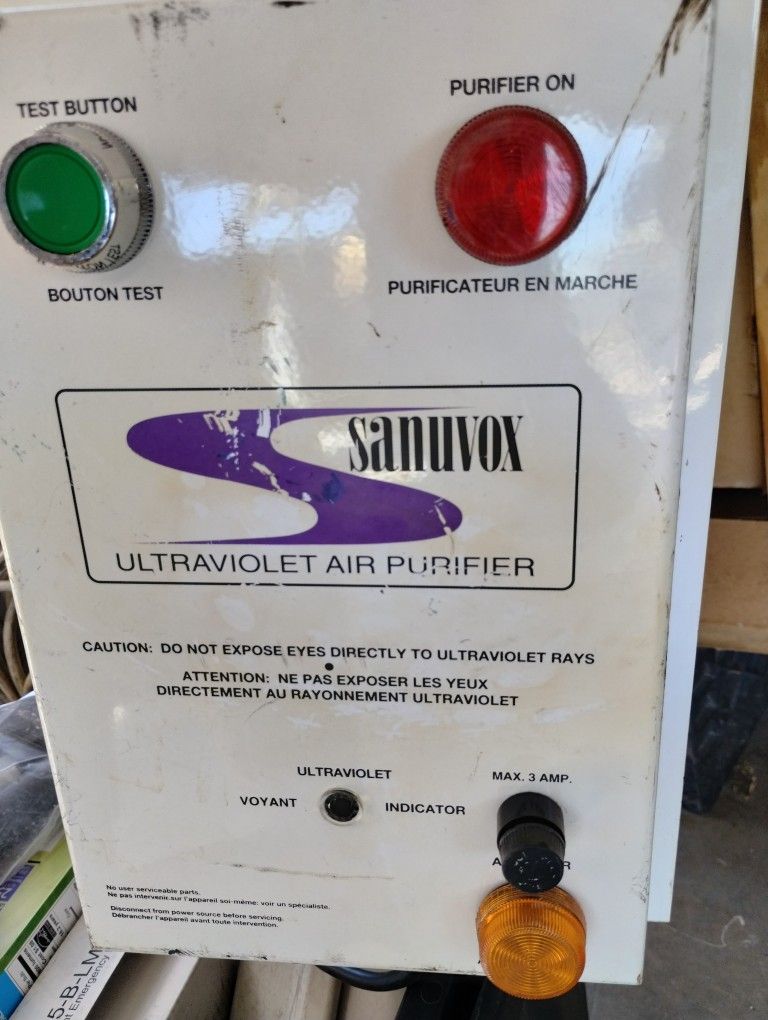 TEST BUTTON
PURIFIER ON
BOUTON TEST
PURIFICATEUR EN MARCHE
sanuvox
ULTRAVIOLET AIR PURIFIER
CAUTION: DO NOT EXPOSE EYES DIRECTLY TO ULTRAVIOLET RAYS
ATTENTION: NE PAS EXPOSER LES YEUX
DIRECTEMENT AU RAYONNEMENT ULTRAVIOLET
ULTRAVIOLET
VOYANT
INDICATOR
MAX. 3 AMP.
No user serviceable parts.
Ne pas intervenir sur l'appareil soi-même: voir un spécialiste.
Disconnect from power source before servicing.
Débrancher l'appareil avant toute intervention.
5-B-LM
Emergency